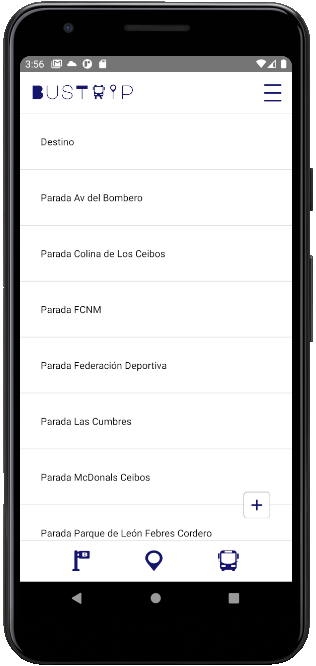 3:56
BUSTRIP
Destino
Parada Av del Bombero
Parada Colina de Los Ceibos
Parada FCNM
Parada Federación Deportiva
Parada Las Cumbres
Parada McDonals Ceibos
+
Parada Parque de León Febres Cordero